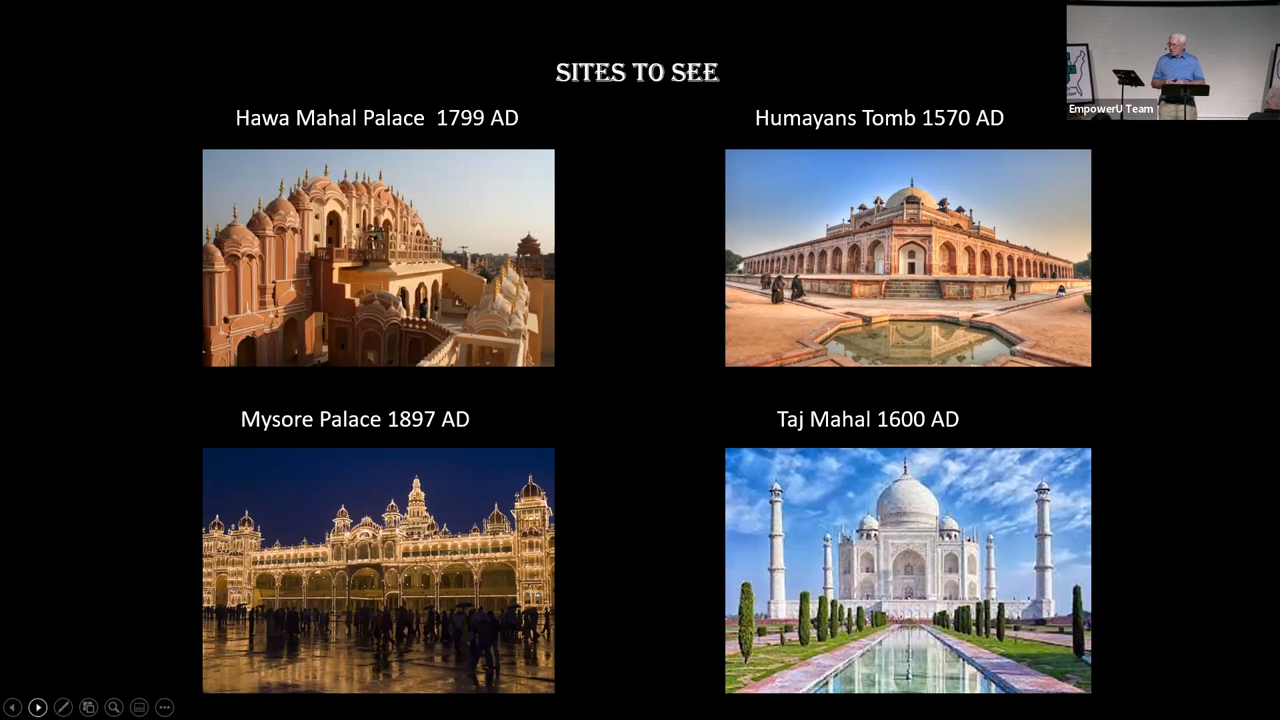 SITES TO SEE
Hawa Mahal Palace 1799 AD
Humayans Tomb 1570 AD
EmpowerU Team
Mysore Palace 1897 AD
Taj Mahal 1600 AD